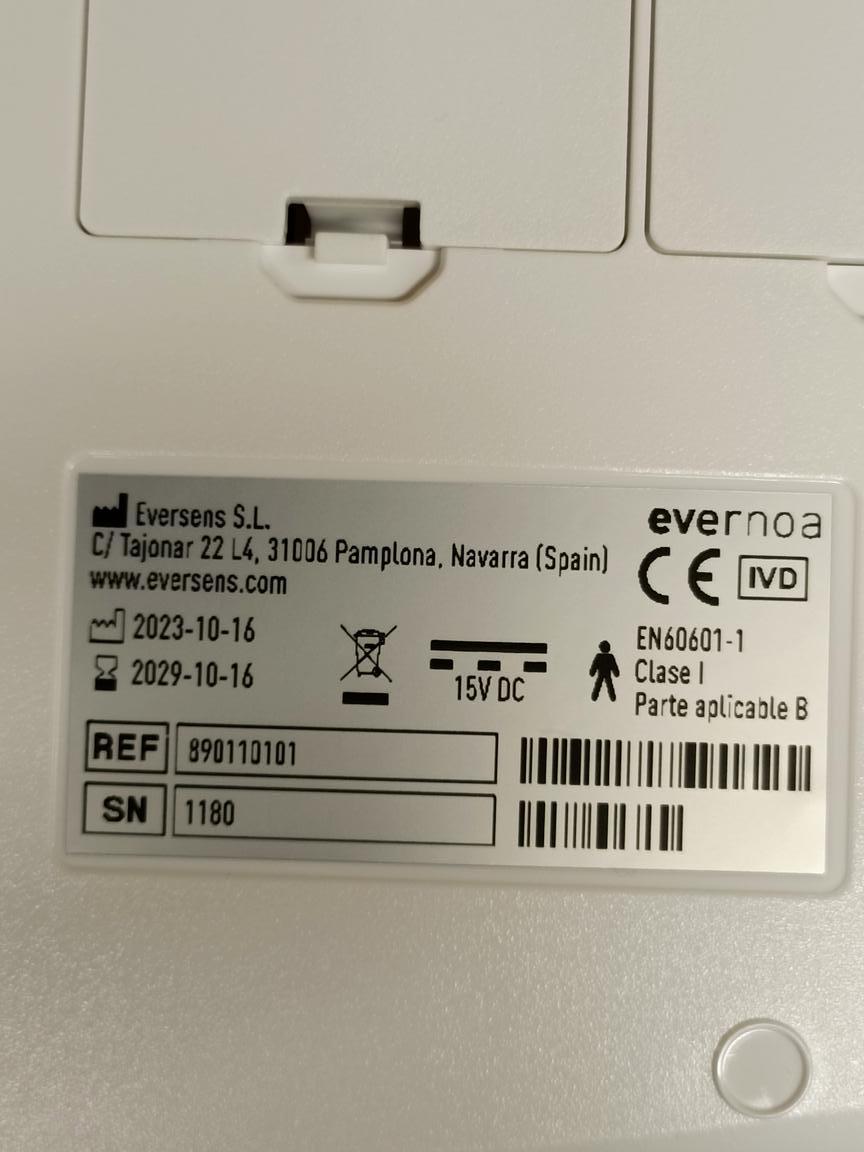 Eversens S.L.
C/ Tajonar 22 L4, 31006 Pamplona, Navarra (Spain)
www.eversens.com
evernoa
CE IVD
2023-10-16
2029-10-16
15V DC
EN60601-1
Clase I
Parte aplicable B
REF 890110101
SN 1180